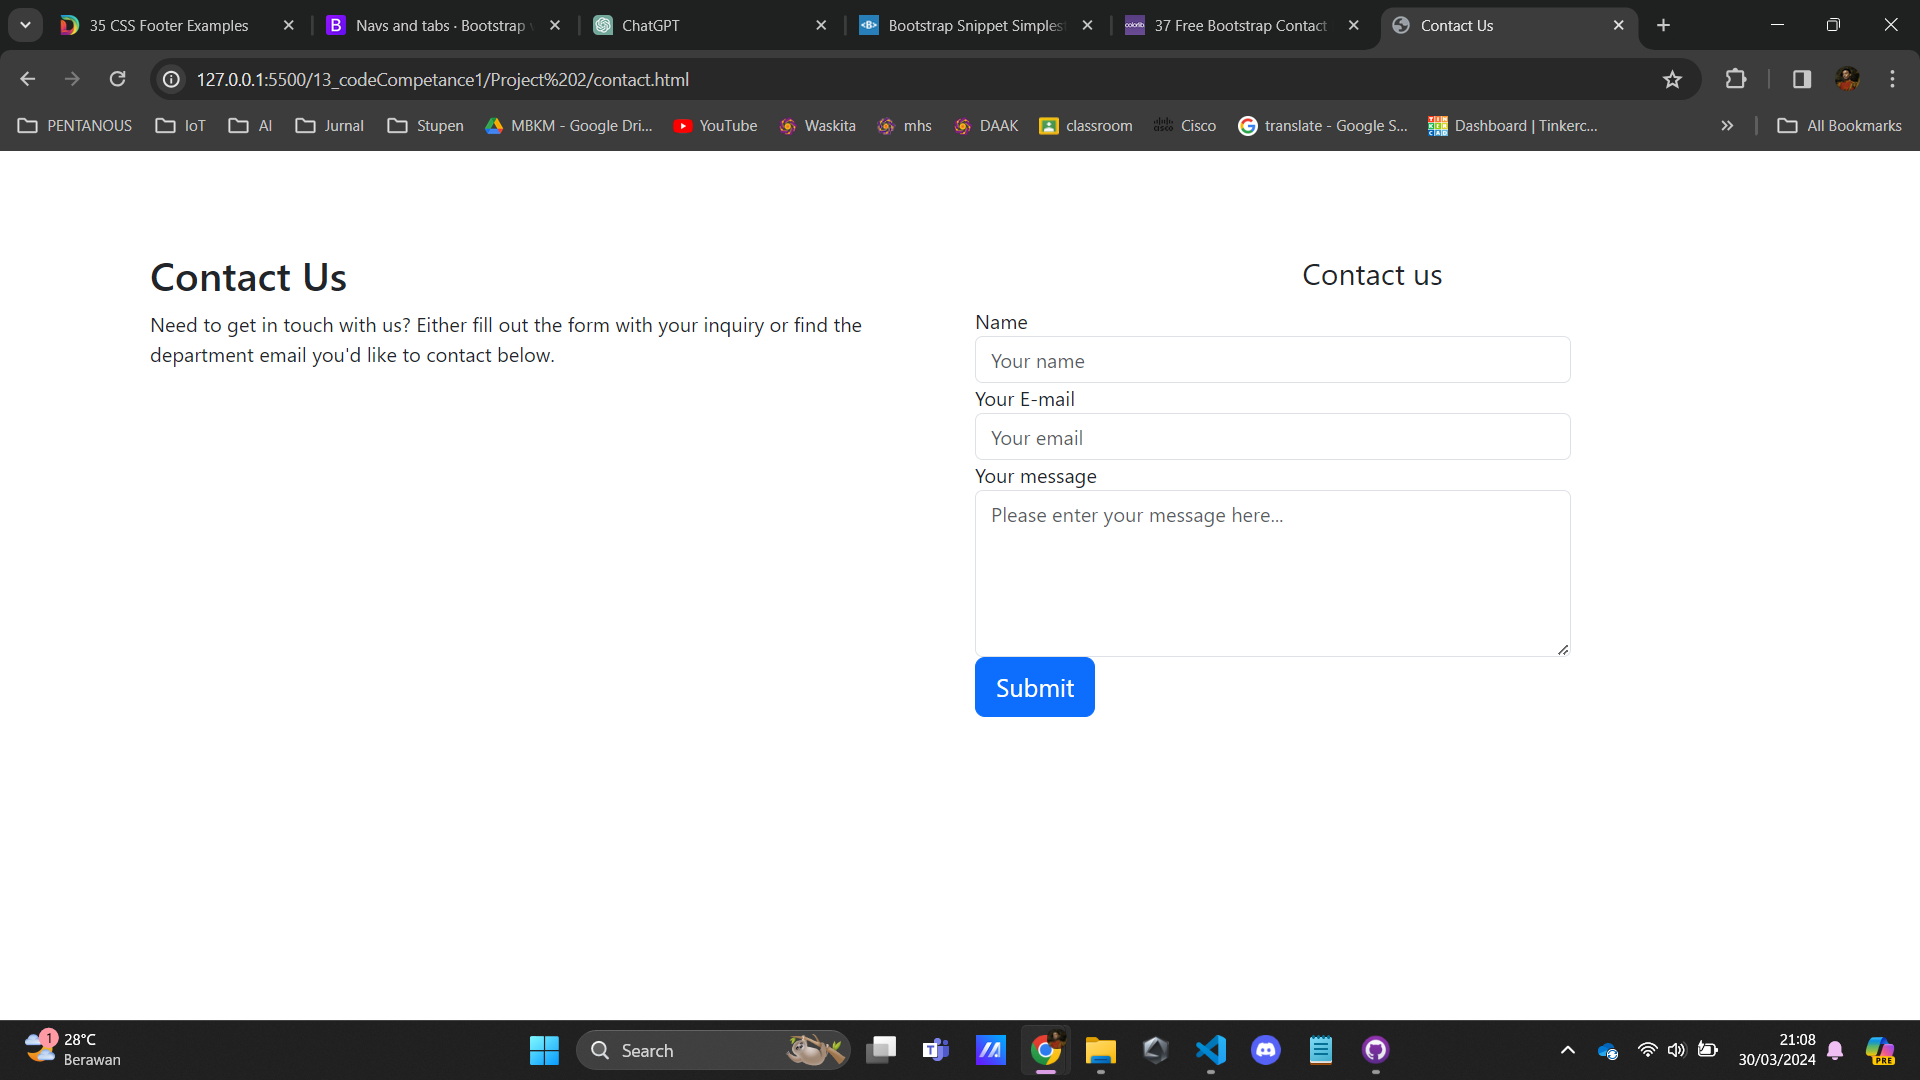 35 CSS Footer Examples
Navs and tabs · Bootstrap
ChatGPT
Bootstrap Snippet Simples
37 Free Bootstrap Contact
Contact Us
127.0.0.1:5500/13_codeCompetance1/Project%202/contact.html
PENTANOUS
IoT
AI
Jurnal
Stupen
MBKM - Google Dri...
YouTube
Waskita
mhs
DAAK
classroom
Cisco
translate - Google S...
Dashboard | Tinkerc...
All Bookmarks
Contact Us
Need to get in touch with us? Either fill out the form with your inquiry or find the
department email you'd like to contact below.
Contact us
Name
Your name
Your E-mail
Your email
Your message
Please enter your message here...
Submit
1
28°C
Berawan
Search
21:08
30/03/2024
PRE